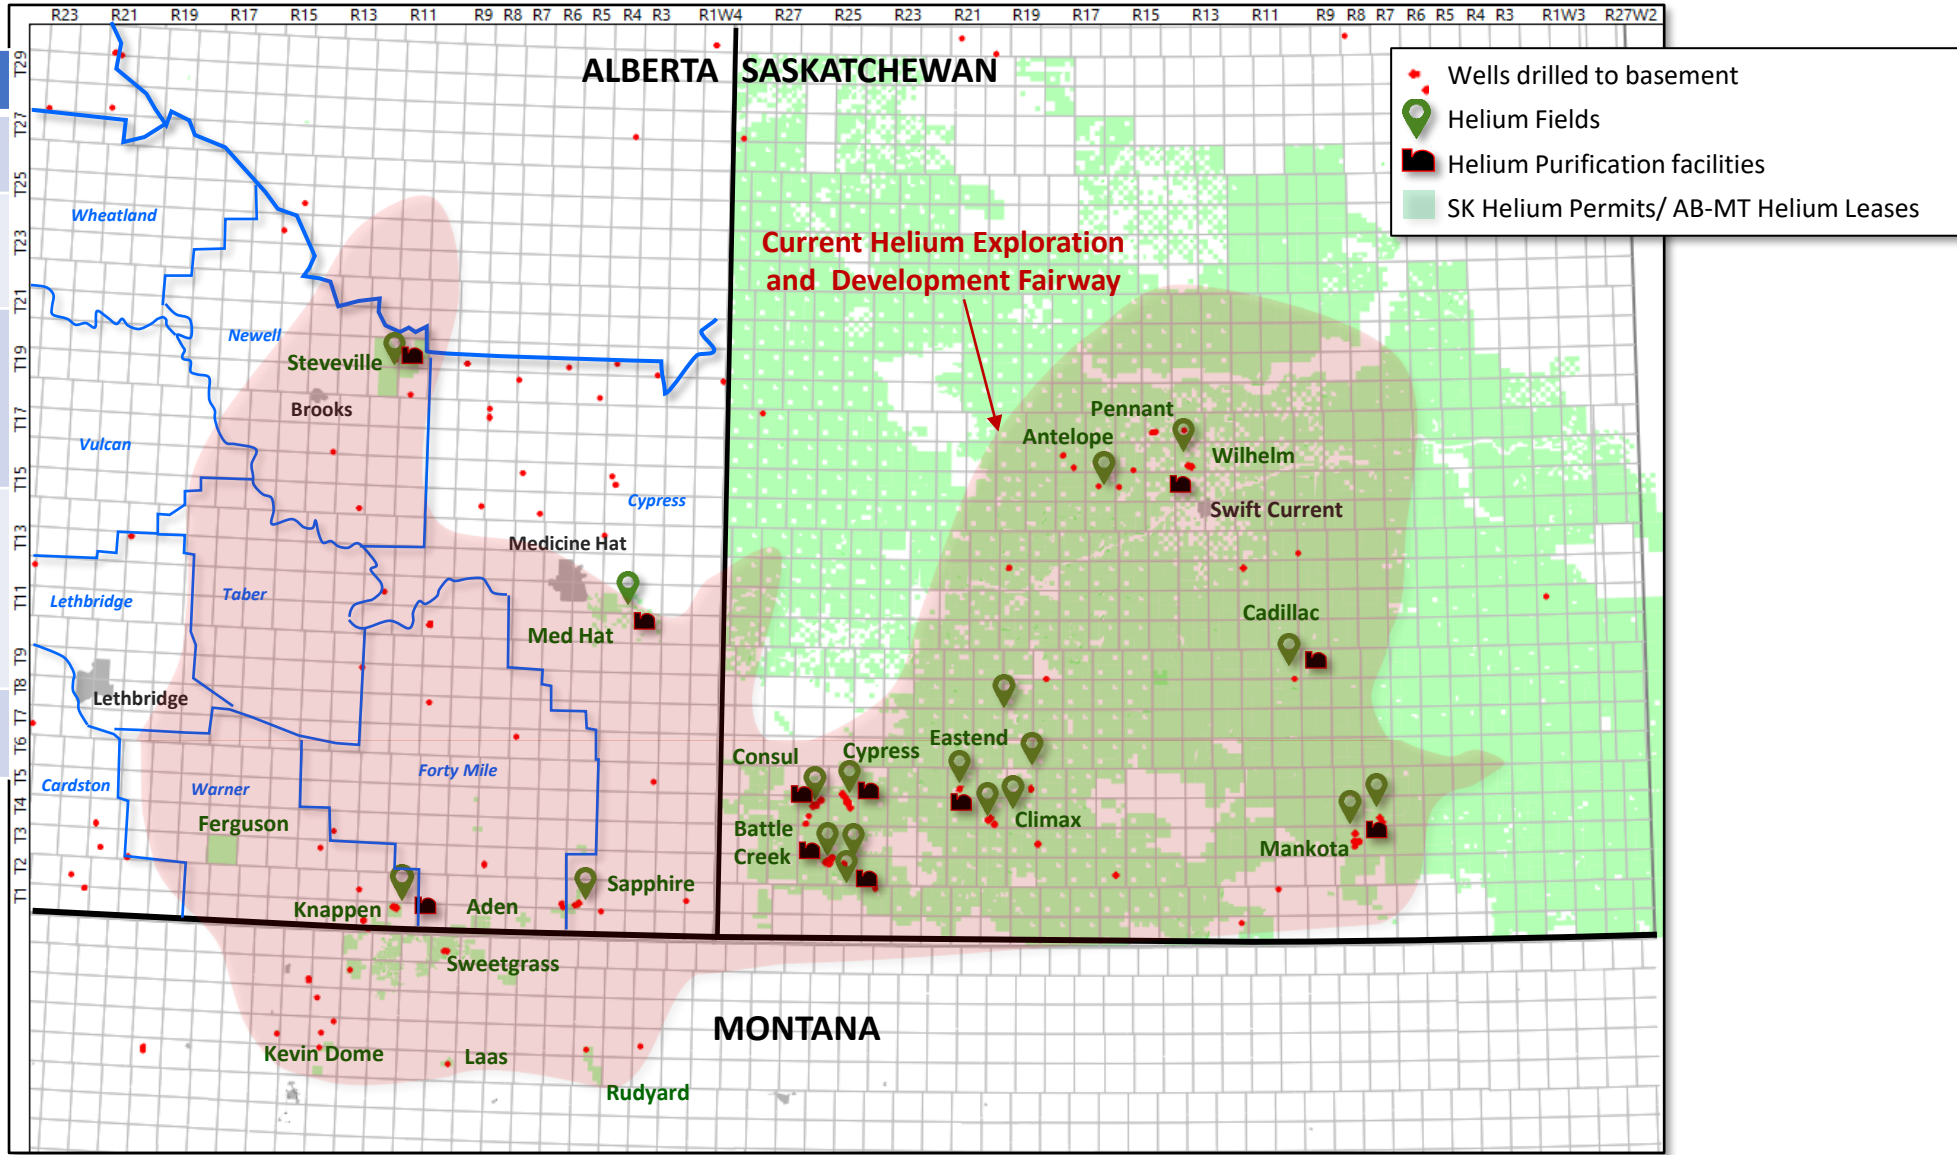 R23 R21 R19 R17 R15 R13 R11 R9 R8 R7 R6 R5 R4 R3 R1W4 R27 R25 R23 R21 R19 R17 R15 R13 R11 R9 R8 R7 R6 R5 R4 R3 R1W3 R27W2
T29
T27
T25
T23
T21
T19
T17
T15
T13
T11
T9
T8
T7
T6
T5
T4
T3
T2
T1
ALBERTA SASKATCHEWAN
Wells drilled to basement
Helium Fields
Helium Purification facilities
SK Helium Permits/ AB-MT Helium Leases
Current Helium Exploration
and Development Fairway
Wheatland
Newell
Steveville
Brooks
Vulcan
Cypress
Medicine Hat
Lethbridge
Taber
Med Hat
Lethbridge
Cardston
Warner
Forty Mile
Ferguson
Knappen
Aden
Sapphire
Sweetgrass
Kevin Dome
Laas
Rudyard
MONTANA
Pennant
Antelope
Wilhelm
Swift Current
Cadillac
Eastend
Cypress
Consul
Battle
Creek
Climax
Mankota